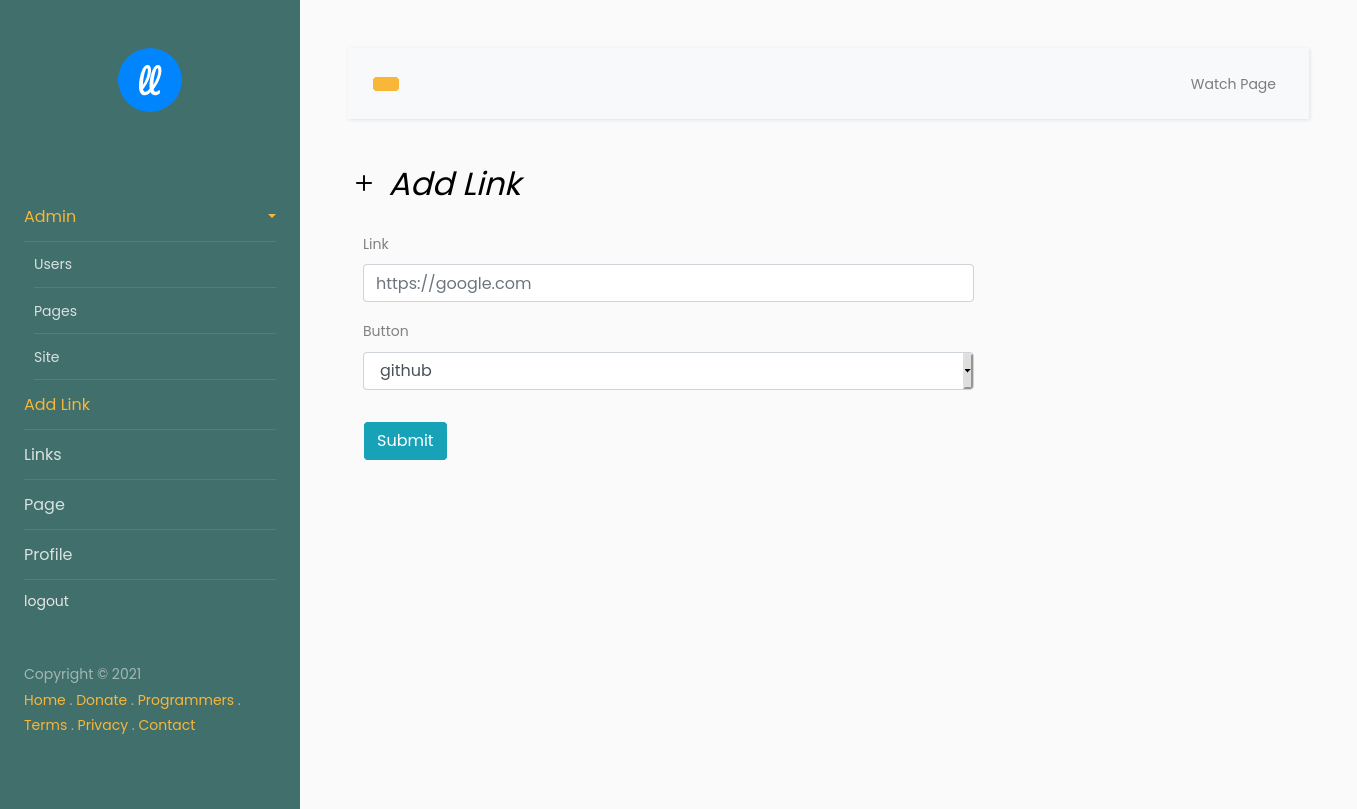 ll
Admin
Users
Pages
Site
Add Link
Links
Page
Profile
logout
Copyright © 2021
Home . Donate . Programmers .
Terms . Privacy . Contact
Watch Page
+ Add Link
Link
https://google.com
Button
github
Submit